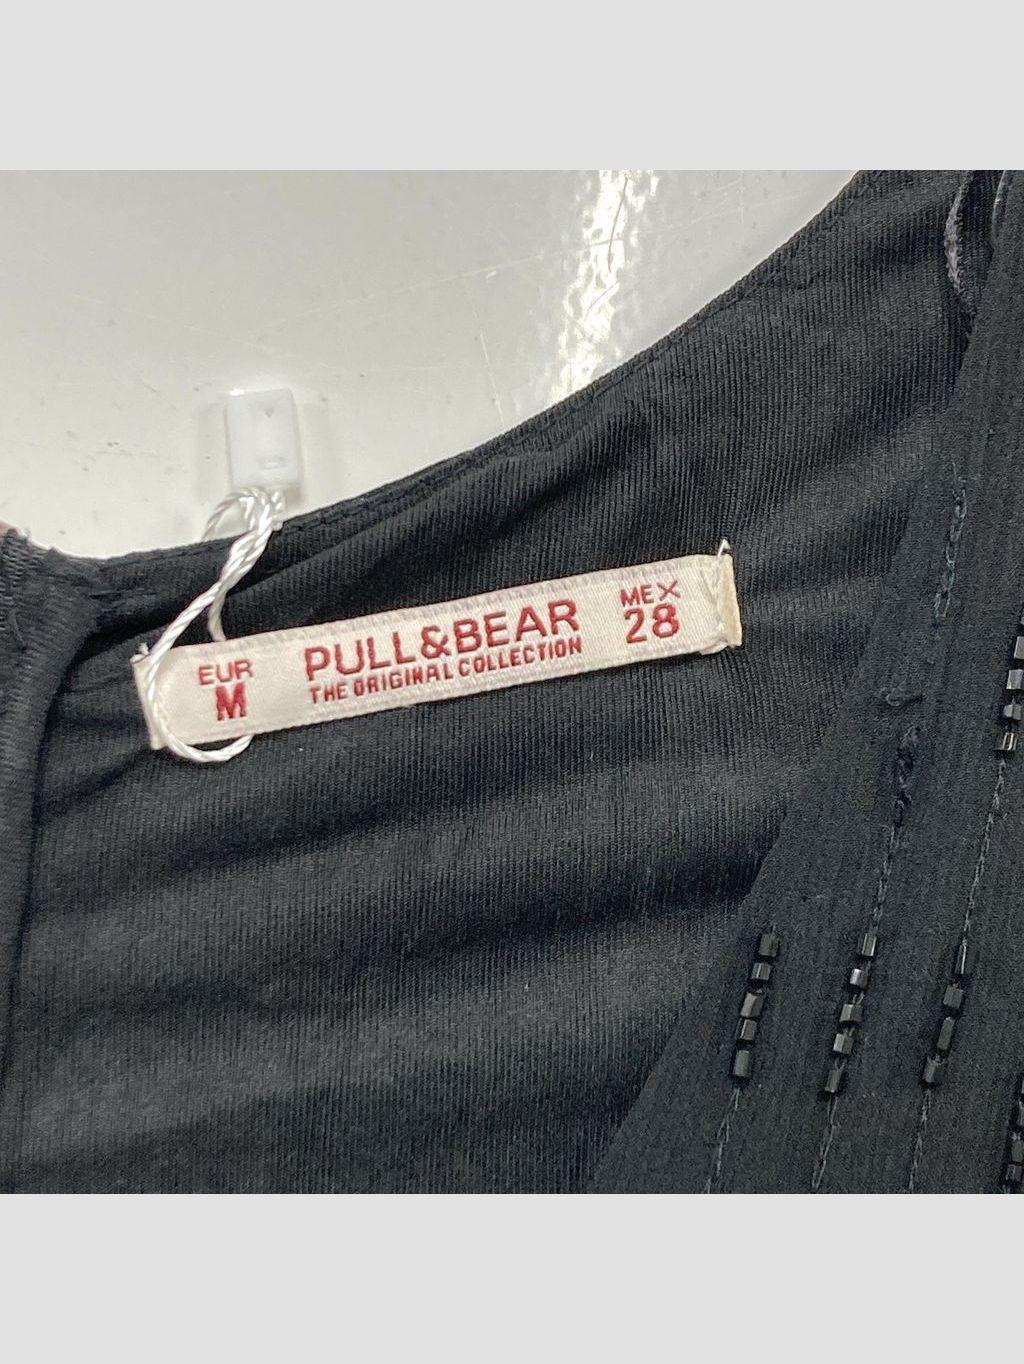 EUR
M
PULL&BEAR
THE ORIGINAL COLLECTION
MEX
28